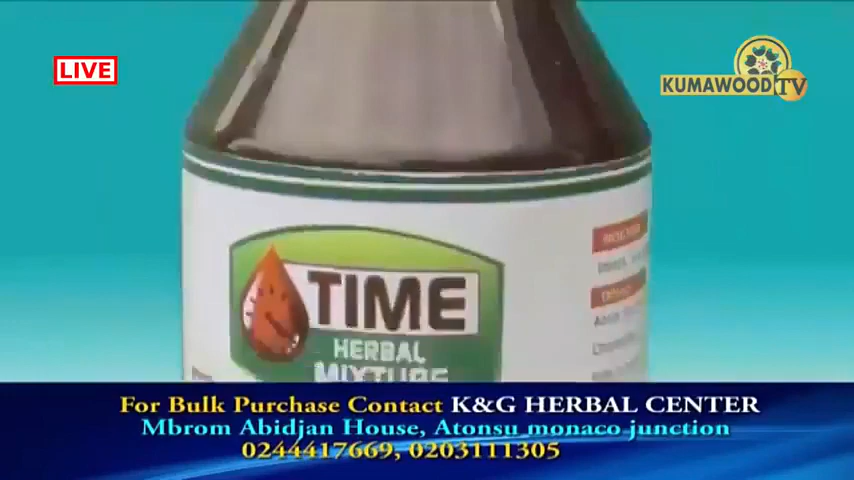 LIVE
KUMAWOOD TV
TIME
HERBAL
MIXTURE
For Bulk Purchase Contact K&G HERBAL CENTER
Mbrom Abidjan House, Atonsu monaco junction
0244417669, 0203111305